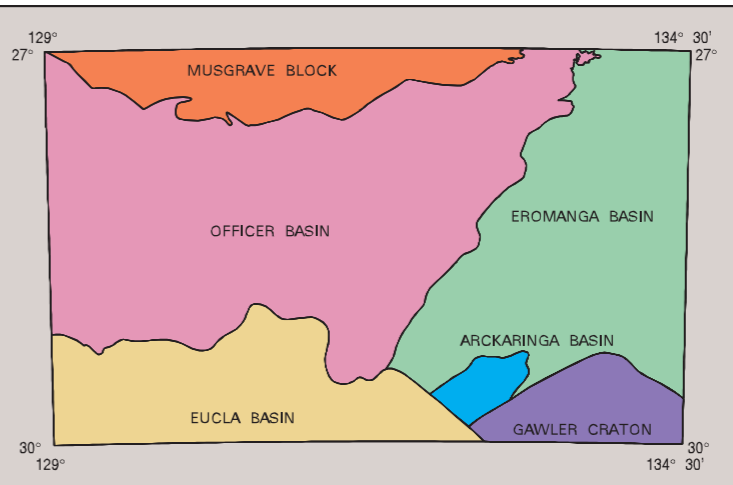 129°
134° 30'
27°
27°
MUSGRAVE BLOCK
OFFICER BASIN
EROMANGA BASIN
ARCKARINGA BASIN
EUCLA BASIN
GAWLER CRATON
30°
30°
129°
134° 30'